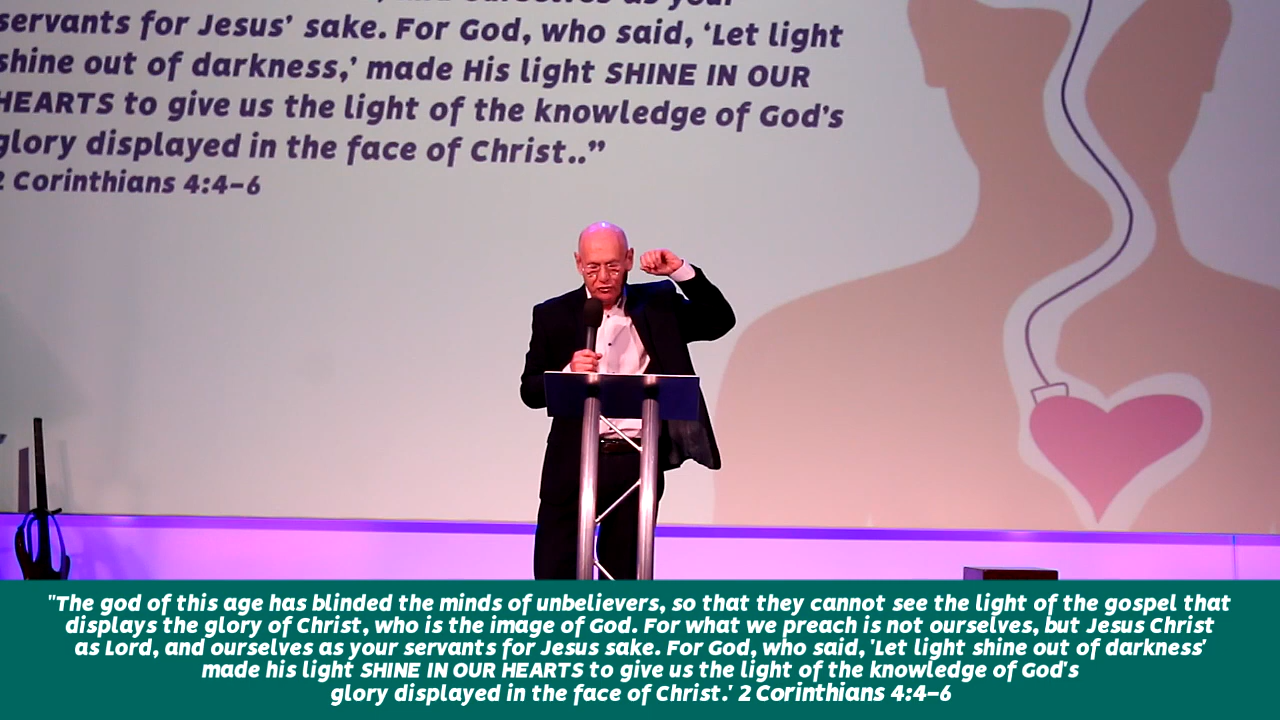 and ourselves as your
servants for Jesus’ sake. For God, who said, ‘Let light
shine out of darkness,’ made His light SHINE IN OUR
HEARTS to give us the light of the knowledge of God’s
glory displayed in the face of Christ..”
2 Corinthians 4:4–6
"The god of this age has blinded the minds of unbelievers, so that they cannot see the light of the gospel that
displays the glory of Christ, who is the image of God. For what we preach is not ourselves, but Jesus Christ
as Lord, and ourselves as your servants for Jesus sake. For God, who said, 'Let light shine out of darkness'
made his light SHINE IN OUR HEARTS to give us the light of the knowledge of God's
glory displayed in the face of Christ.' 2 Corinthians 4:4–6